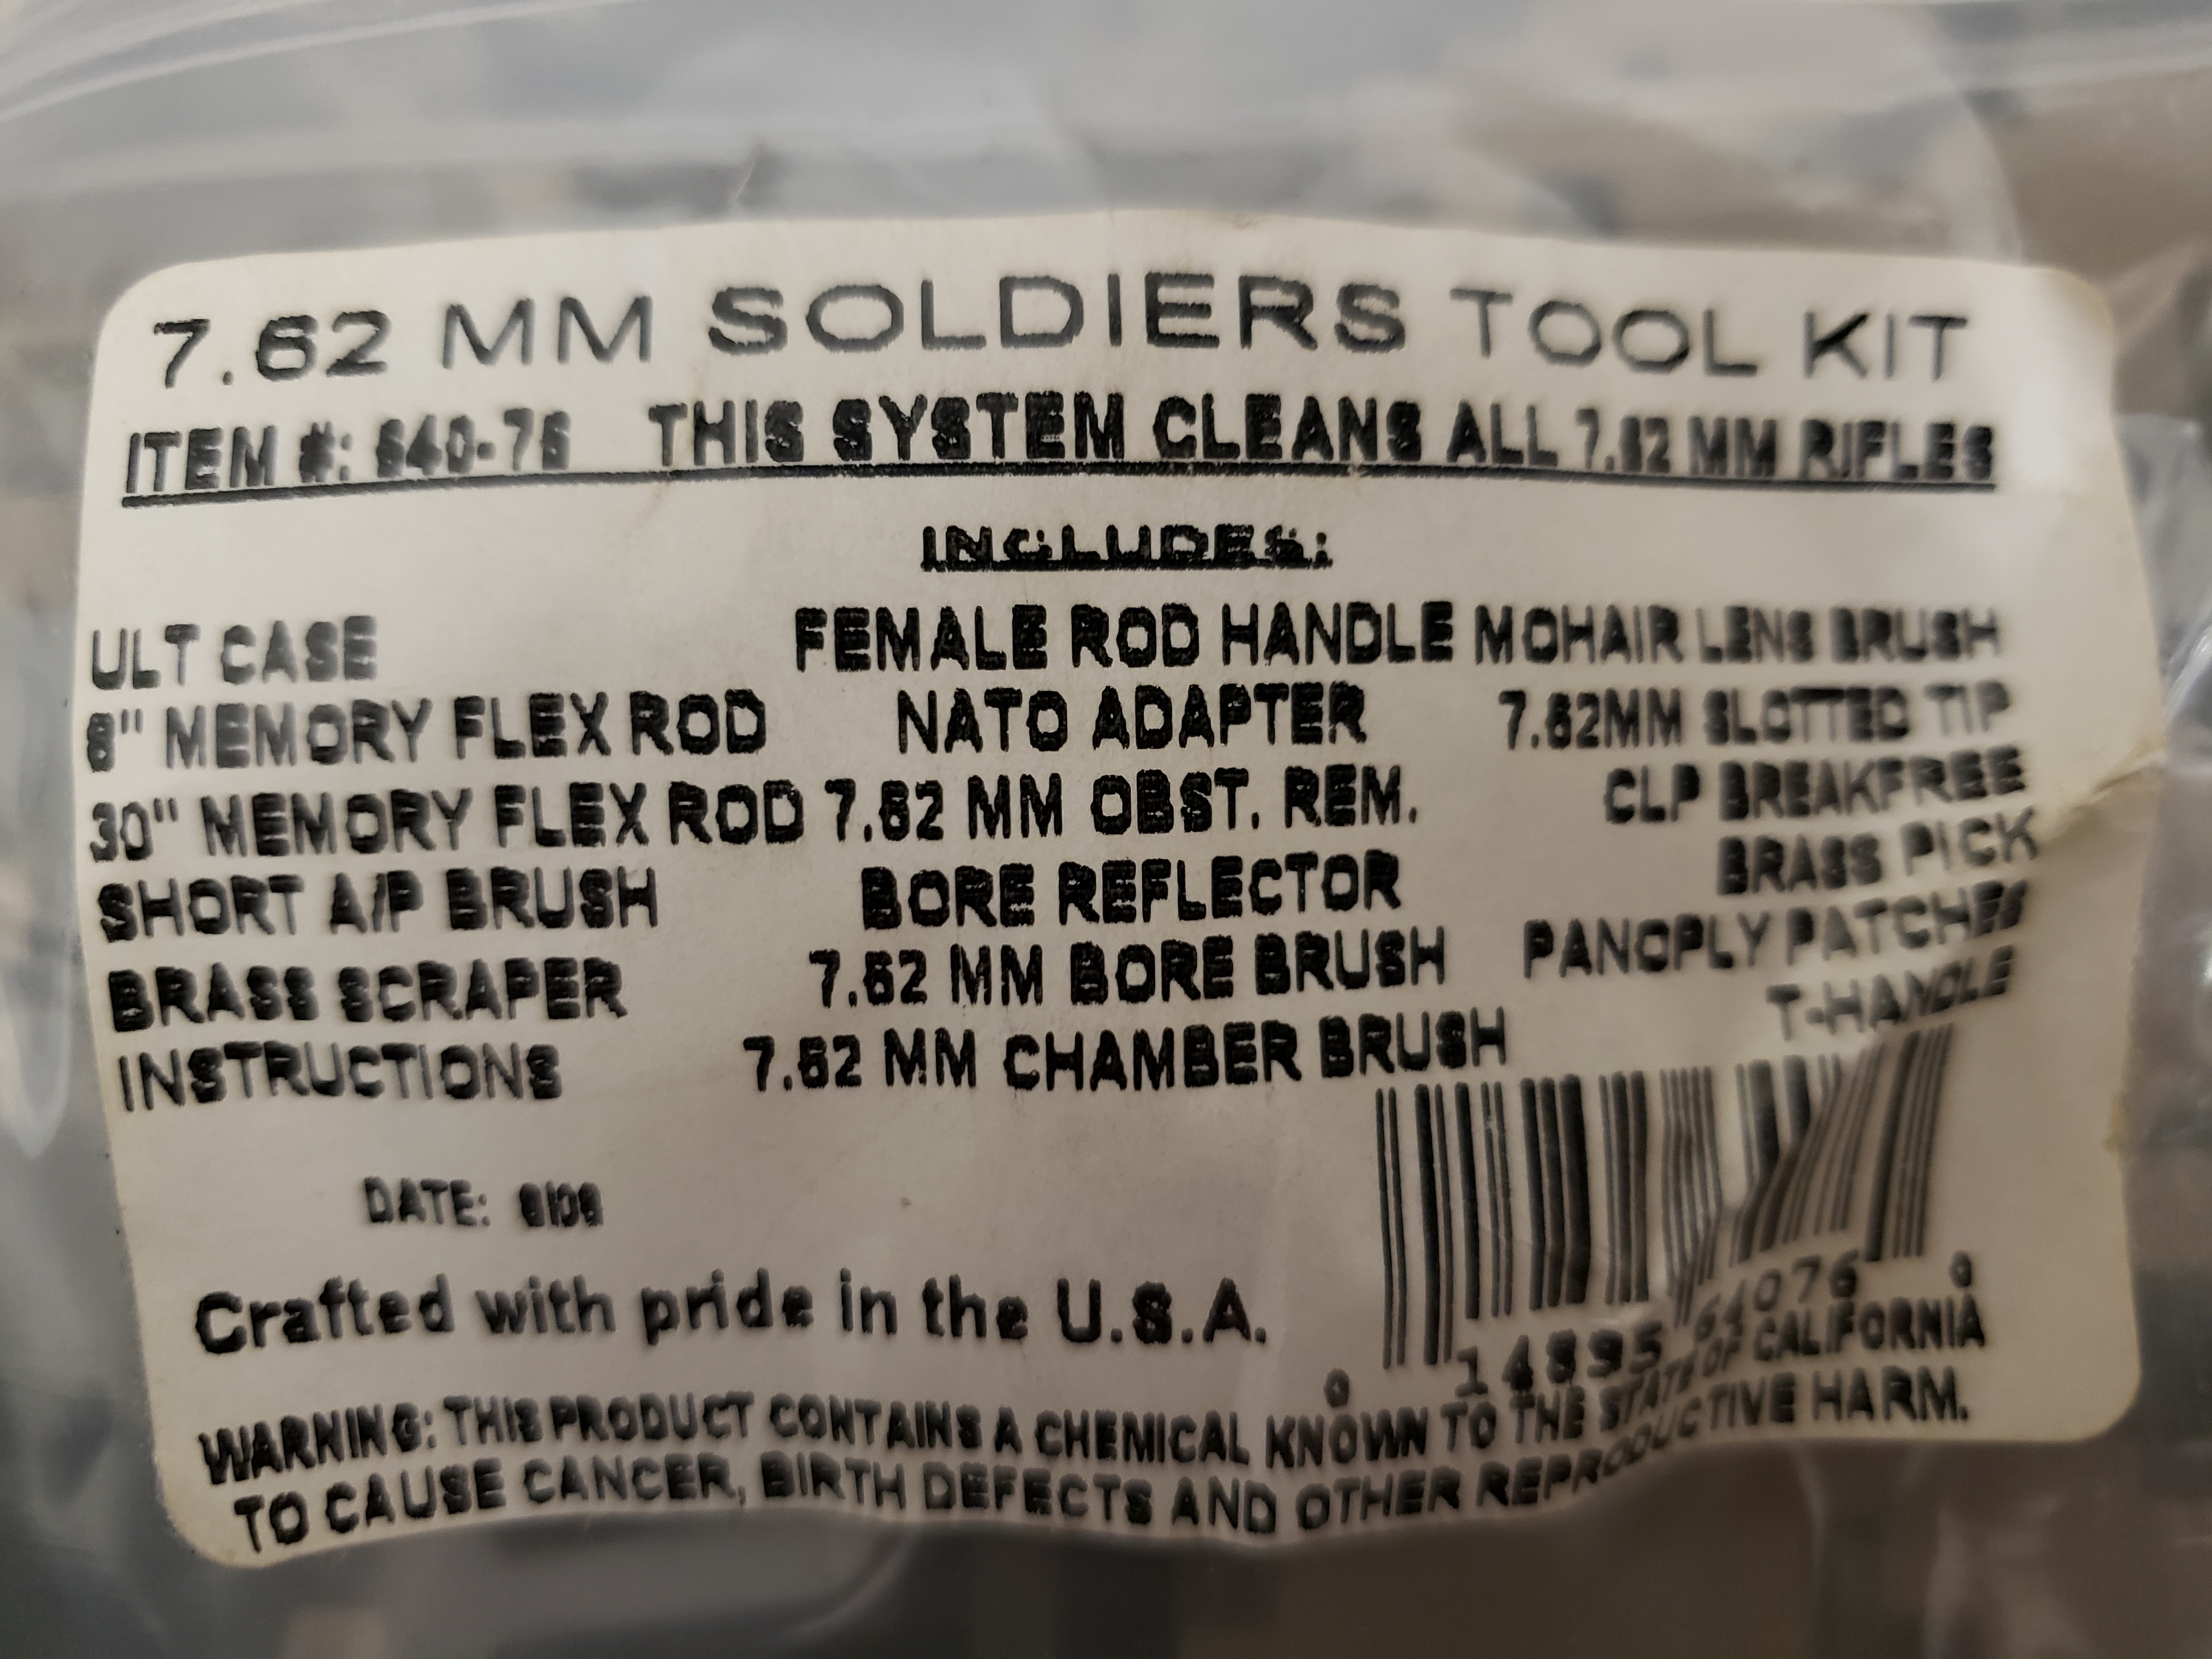 7.62 MM SOLDIERS TOOL KIT
ITEM #: 640-76 THIS SYSTEM CLEANS ALL 7.62 MM RIFLES
INCLUDES:
ULT CASE FEMALE ROD HANDLE MOHAIR LENS BRUSH
8" MEMORY FLEX ROD NATO ADAPTER 7.62MM SLOTTED TIP
30" MEMORY FLEX ROD 7.62 MM OBST. REM. CLP BREAKFREE
SHORT A/P BRUSH BORE REFLECTOR BRASS PICK
BRASS SCRAPER 7.62 MM BORE BRUSH PANOPLY PATCHES
INSTRUCTIONS 7.62 MM CHAMBER BRUSH T-HANDLE
DATE:
Crafted with pride in the U.S.A.
0 14895 64076 0
WARNING: THIS PRODUCT CONTAINS A CHEMICAL KNOWN TO THE STATE OF CALIFORNIA
TO CAUSE CANCER, BIRTH DEFECTS AND OTHER REPRODUCTIVE HARM.